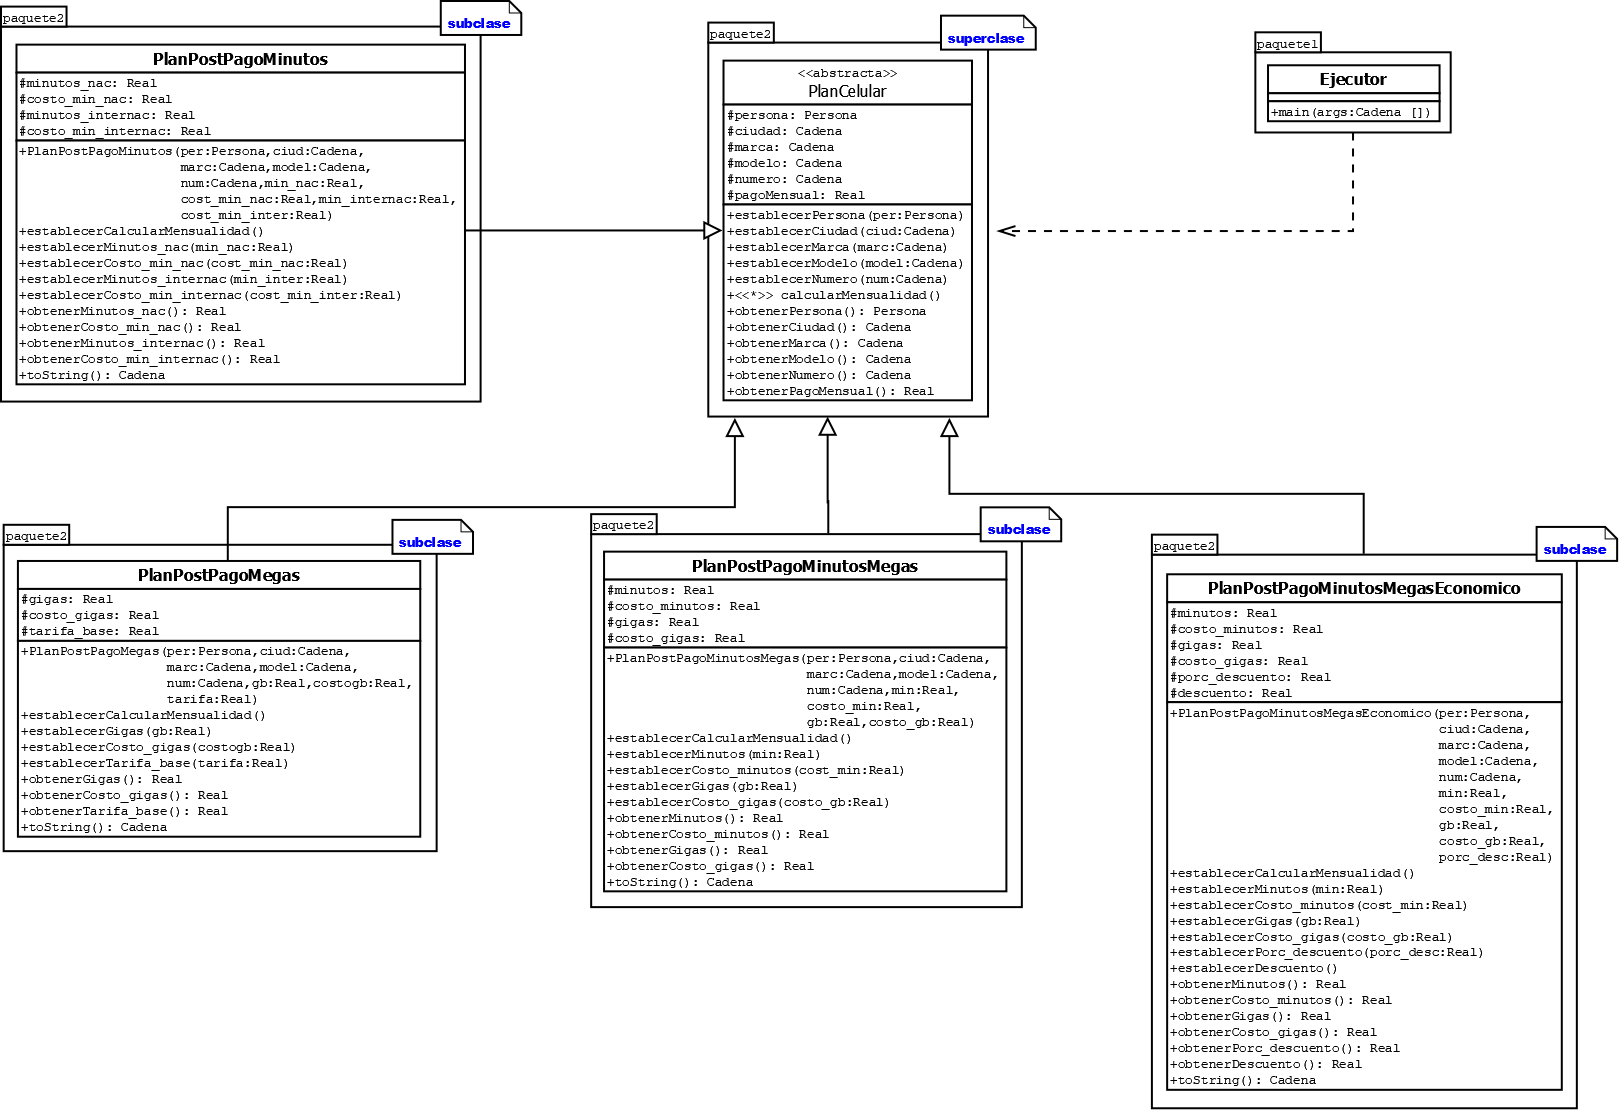 paquete2
subclase
PlanPostPagoMinutos
#minutos_nac: Real
#costo_min_nac: Real
#minutos_internac: Real
#costo_min_internac: Real
+PlanPostPagoMinutos(per:Persona,ciud:Cadena,
marc:Cadena,model:Cadena,
num:Cadena,min_nac:Real,
cost_min_nac:Real,min_internac:Real,
cost_min_inter:Real)
+establecerCalcularMensualidad()
+establecerMinutos_nac(min_nac:Real)
+establecerCosto_min_nac(cost_min_nac:Real)
+establecerMinutos_internac(min_inter:Real)
+establecerCosto_min_internac(cost_min_inter:Real)
+obtenerMinutos_nac(): Real
+obtenerCosto_min_nac(): Real
+obtenerMinutos_internac(): Real
+obtenerCosto_min_internac(): Real
+toString(): Cadena
paquete2
superclase
<<abstracta>>
PlanCelular
#persona: Persona
#ciudad: Cadena
#marca: Cadena
#modelo: Cadena
#numero: Cadena
#pagoMensual: Real
+establecerPersona(per:Persona)
+establecerCiudad(ciud:Cadena)
+establecerMarca(marc:Cadena)
+establecerModelo(model:Cadena)
+establecerNumero(num:Cadena)
+<<*>> calcularMensualidad()
+obtenerPersona(): Persona
+obtenerCiudad(): Cadena
+obtenerMarca(): Cadena
+obtenerModelo(): Cadena
+obtenerNumero(): Cadena
+obtenerPagoMensual(): Real
paquete1
Ejecutor
+main(args:Cadena [])
paquete2
subclase
PlanPostPagoMegas
#gigas: Real
#costo_gigas: Real
#tarifa_base: Real
+PlanPostPagoMegas(per:Persona,ciud:Cadena,
marc:Cadena,model:Cadena,
num:Cadena,gb:Real,costogb:Real,
tarifa:Real)
+establecerCalcularMensualidad()
+establecerGigas(gb:Real)
+establecerCosto_gigas(costogb:Real)
+establecerTarifa_base(tarifa:Real)
+obtenerGigas(): Real
+obtenerCosto_gigas(): Real
+obtenerTarifa_base(): Real
+toString(): Cadena
paquete2
subclase
PlanPostPagoMinutosMegas
#minutos: Real
#costo_minutos: Real
#gigas: Real
#costo_gigas: Real
+PlanPostPagoMinutosMegas(per:Persona,ciud:Cadena,
marc:Cadena,model:Cadena,
num:Cadena,min:Real,
costo_min:Real,
gb:Real,costo_gb:Real)
+establecerCalcularMensualidad()
+establecerMinutos(min:Real)
+establecerCosto_minutos(cost_min:Real)
+establecerGigas(gb:Real)
+establecerCosto_gigas(costo_gb:Real)
+obtenerMinutos(): Real
+obtenerCosto_minutos(): Real
+obtenerGigas(): Real
+obtenerCosto_gigas(): Real
+toString(): Cadena
paquete2
subclase
PlanPostPagoMinutosMegasEconomico
#minutos: Real
#costo_minutos: Real
#gigas: Real
#costo_gigas: Real
#porc_descuento: Real
#descuento: Real
+PlanPostPagoMinutosMegasEconomico(per:Persona,
ciud:Cadena,
marc:Cadena,
model:Cadena,
num:Cadena,
min:Real,
costo_min:Real,
gb:Real,
costo_gb:Real,
porc_desc:Real)
+establecerCalcularMensualidad()
+establecerMinutos(min:Real)
+establecerCosto_minutos(cost_min:Real)
+establecerGigas(gb:Real)
+establecerCosto_gigas(costo_gb:Real)
+establecerPorc_descuento(porc_desc:Real)
+establecerDescuento()
+obtenerMinutos(): Real
+obtenerCosto_minutos(): Real
+obtenerGigas(): Real
+obtenerCosto_gigas(): Real
+obtenerPorc_descuento(): Real
+obtenerDescuento(): Real
+toString(): Cadena